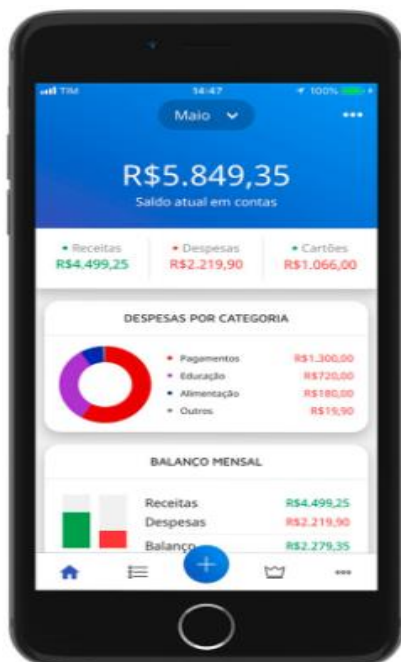 TIM 14:47 100%
Maio
R$5.849,35
Saldo atual em contas
Receitas Despesas Cartões
R$4.499,25 R$2.219,90 R$1.066,00
DESPESAS POR CATEGORIA
Pagamentos R$1.300,00
Educação R$720,00
Alimentação R$180,00
Outros R$19,90
BALANÇO MENSAL
Receitas R$4.499,25
Despesas R$2.219,90
Balanço R$2.279,35